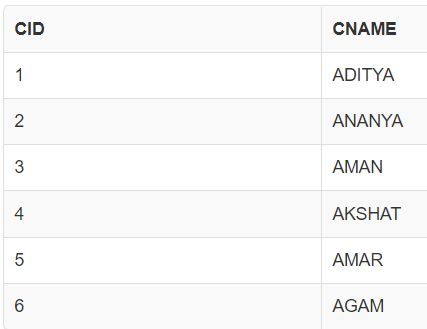 CID CNAME
1 ADITYA
2 ANANYA
3 AMAN
4 AKSHAT
5 AMAR
6 AGAM